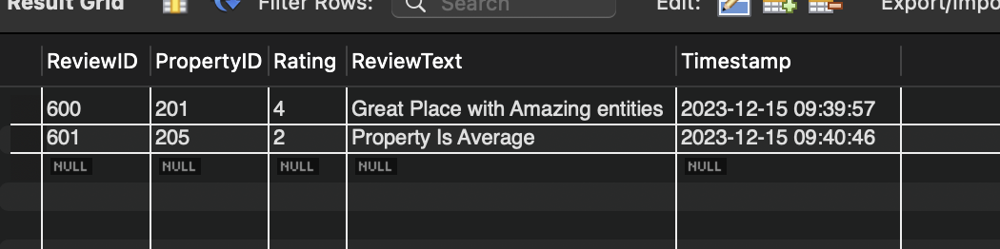 Result Grid Filter Rows: Search Edit: Export/Impo
ReviewID PropertyID Rating ReviewText Timestamp
600 201 4 Great Place with Amazing entities 2023-12-15 09:39:57
601 205 2 Property Is Average 2023-12-15 09:40:46
NULL NULL NULL NULL NULL